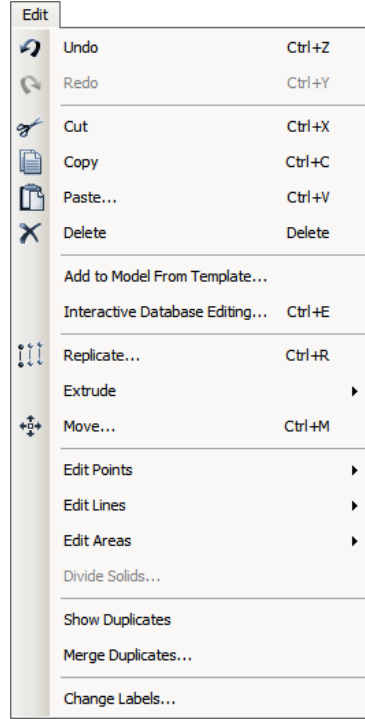 Edit
Undo Ctrl+Z
Redo Ctrl+Y
Cut Ctrl+X
Copy Ctrl+C
Paste... Ctrl+V
Delete Delete
Add to Model From Template...
Interactive Database Editing... Ctrl+E
Replicate... Ctrl+R
Extrude
Move... Ctrl+M
Edit Points
Edit Lines
Edit Areas
Divide Solids...
Show Duplicates
Merge Duplicates...
Change Labels...